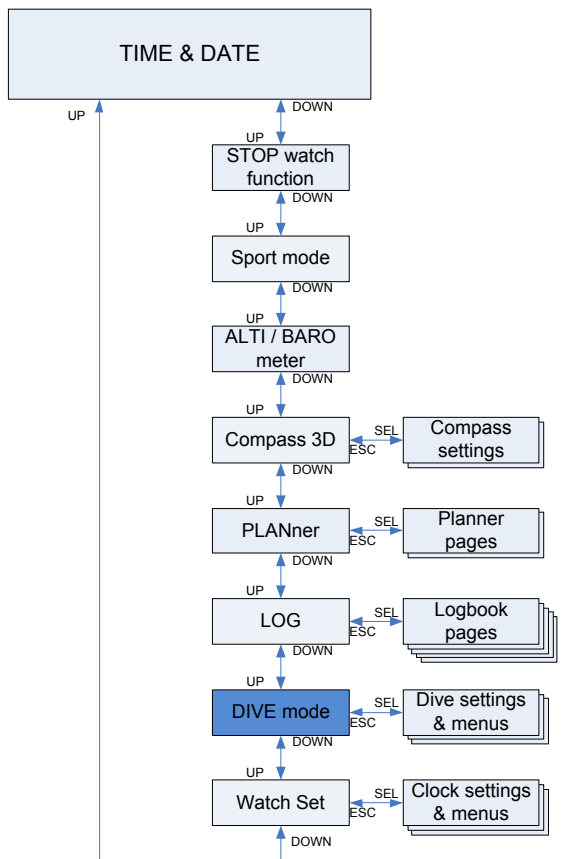 TIME & DATE
UP
DOWN
UP
STOP watch
function
DOWN
UP
Sport mode
DOWN
UP
ALTI / BARO
meter
DOWN
UP
Compass 3D
SEL
ESC
Compass
settings
DOWN
UP
PLANner
SEL
ESC
Planner
pages
DOWN
UP
LOG
SEL
ESC
Logbook
pages
DOWN
UP
DIVE mode
SEL
ESC
Dive settings
& menus
DOWN
UP
Watch Set
SEL
ESC
Clock settings
& menus
DOWN